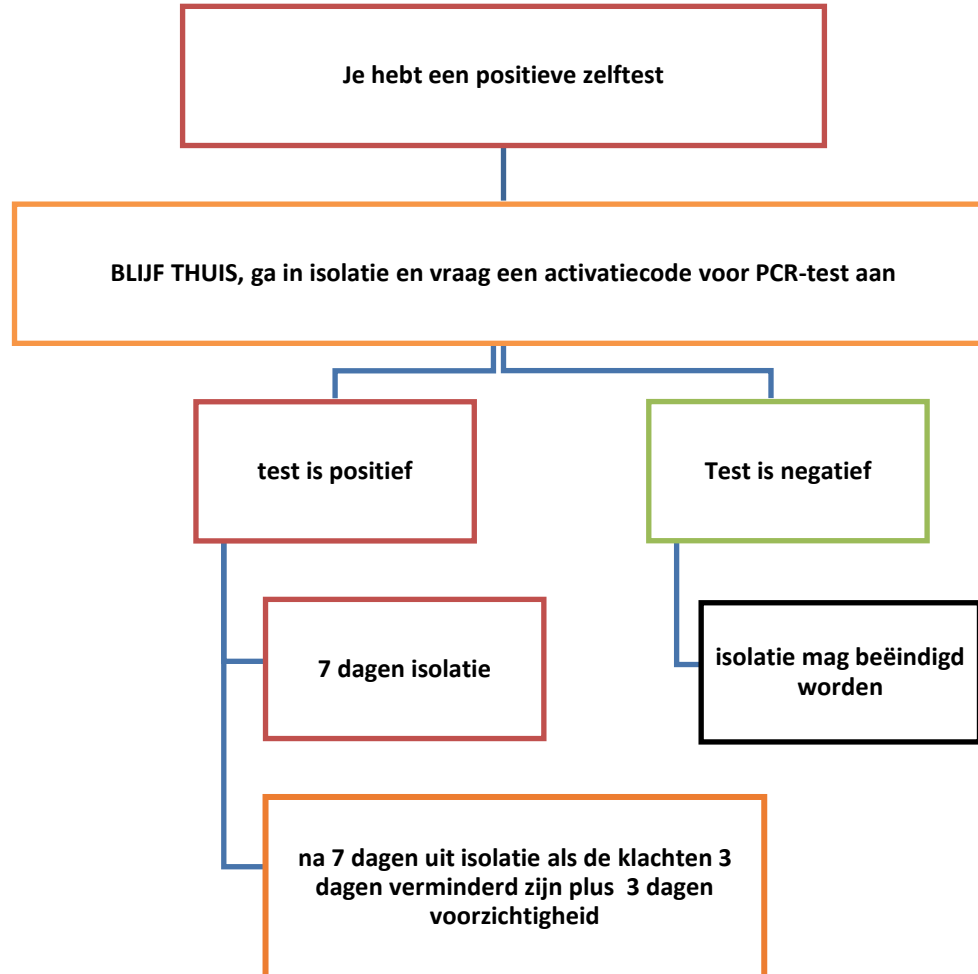 Je hebt een positieve zelftest
BLIJF THUIS, ga in isolatie en vraag een activatiecode voor PCR-test aan
test is positief
Test is negatief
7 dagen isolatie
isolatie mag beëindigd
worden
na 7 dagen uit isolatie als de klachten 3
dagen verminderd zijn plus 3 dagen
voorzichtigheid